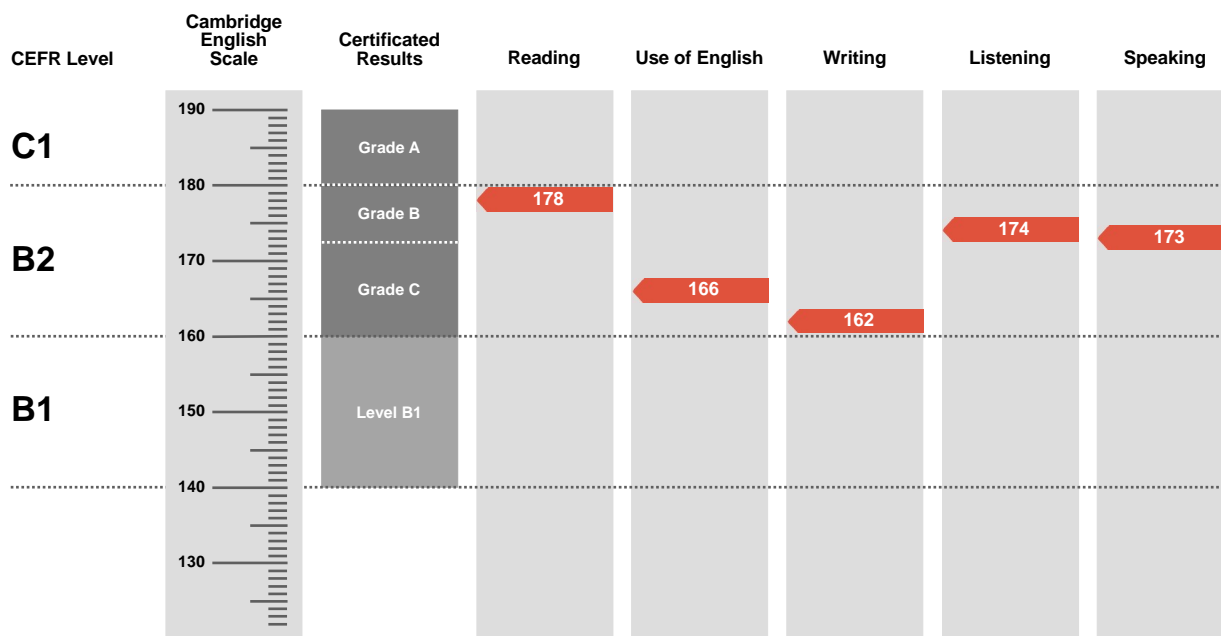 CEFR Level
Cambridge
English
Scale
Certificated
Results
Reading
Use of English
Writing
Listening
Speaking
190
C1
Grade A
180
178
Grade B
174
173
B2
170
Grade C
166
162
160
B1
150
Level B1
140
130